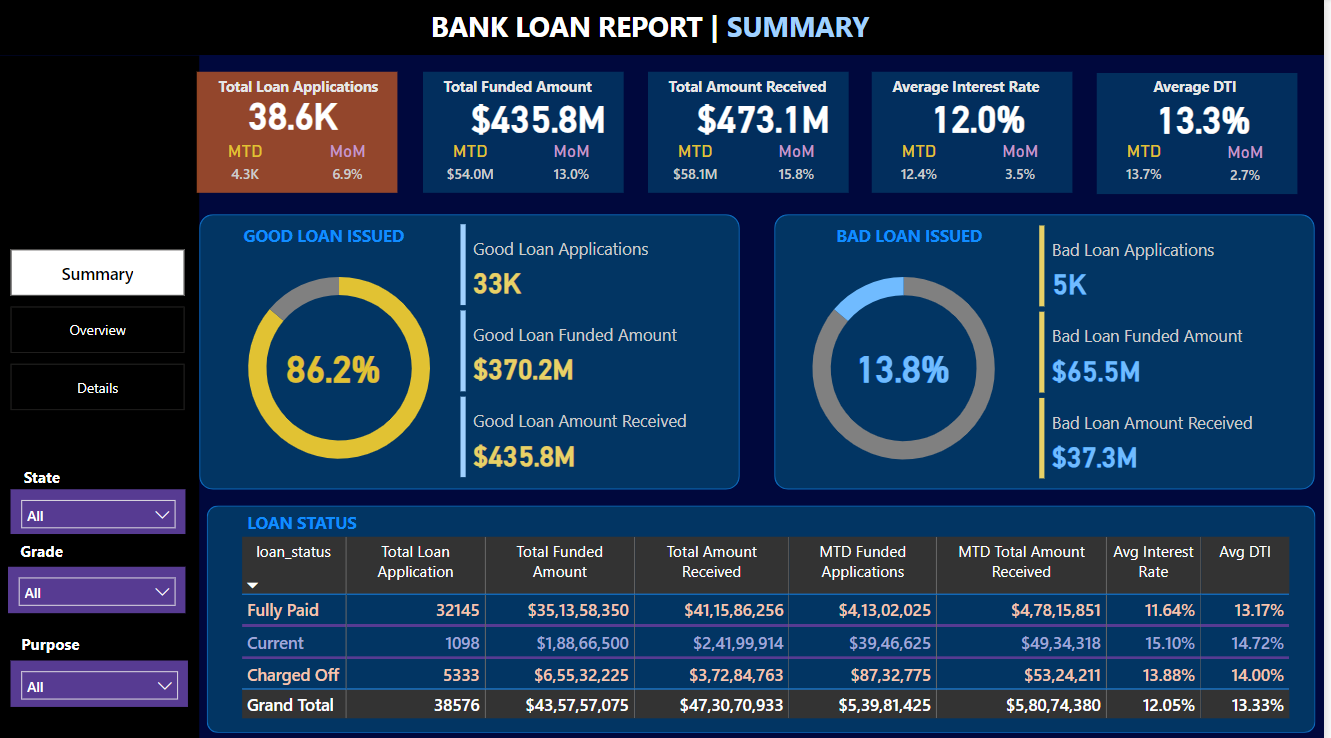 BANK LOAN REPORT | SUMMARY
Total Loan Applications
38.6K
MTD MoM
4.3K 6.9%
Total Funded Amount
$435.8M
MTD MoM
$54.0M 13.0%
Total Amount Received
$473.1M
MTD MoM
$58.1M 15.8%
Average Interest Rate
12.0%
MTD MoM
12.4% 3.5%
Average DTI
13.3%
MTD MoM
13.7% 2.7%
Summary
Overview
Details
State
All
Grade
All
Purpose
All
GOOD LOAN ISSUED
86.2%
Good Loan Applications
33K
Good Loan Funded Amount
$370.2M
Good Loan Amount Received
$435.8M
BAD LOAN ISSUED
13.8%
Bad Loan Applications
5K
Bad Loan Funded Amount
$65.5M
Bad Loan Amount Received
$37.3M
LOAN STATUS
loan_status Total Loan Total Funded Total Amount MTD Funded MTD Total Amount Avg Interest Avg DTI
Application Amount Received Applications Received Rate
Fully Paid 32145 $35,13,58,350 $41,15,86,256 $4,13,02,025 $4,78,15,851 11.64% 13.17%
Current 1098 $1,88,66,500 $2,41,99,914 $39,46,625 $49,34,318 15.10% 14.72%
Charged Off 5333 $6,55,32,225 $3,72,84,763 $87,32,775 $53,24,211 13.88% 14.00%
Grand Total 38576 $43,57,57,075 $47,30,70,933 $5,39,81,425 $5,80,74,380 12.05% 13.33%